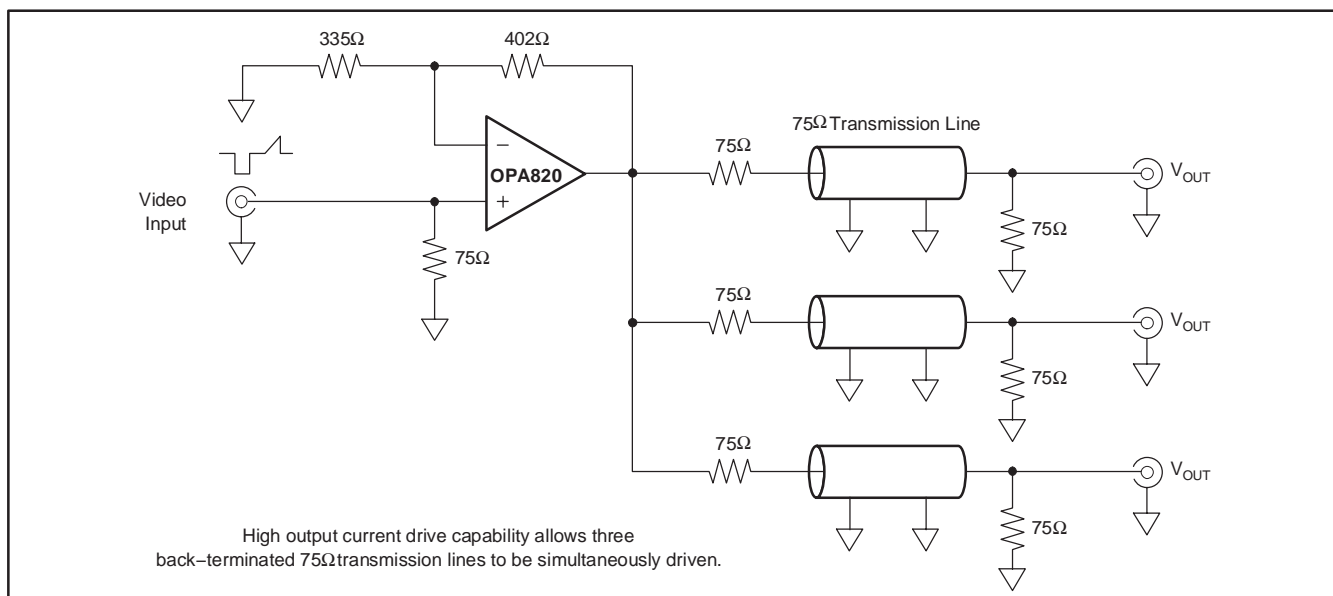 335Ω
402Ω
75Ω Transmission Line
75Ω
−
OPA820
+
Video
Input
75Ω
75Ω
V_OUT
75Ω
75Ω
V_OUT
75Ω
75Ω
V_OUT
High output current drive capability allows three
back−terminated 75Ω transmission lines to be simultaneously driven.